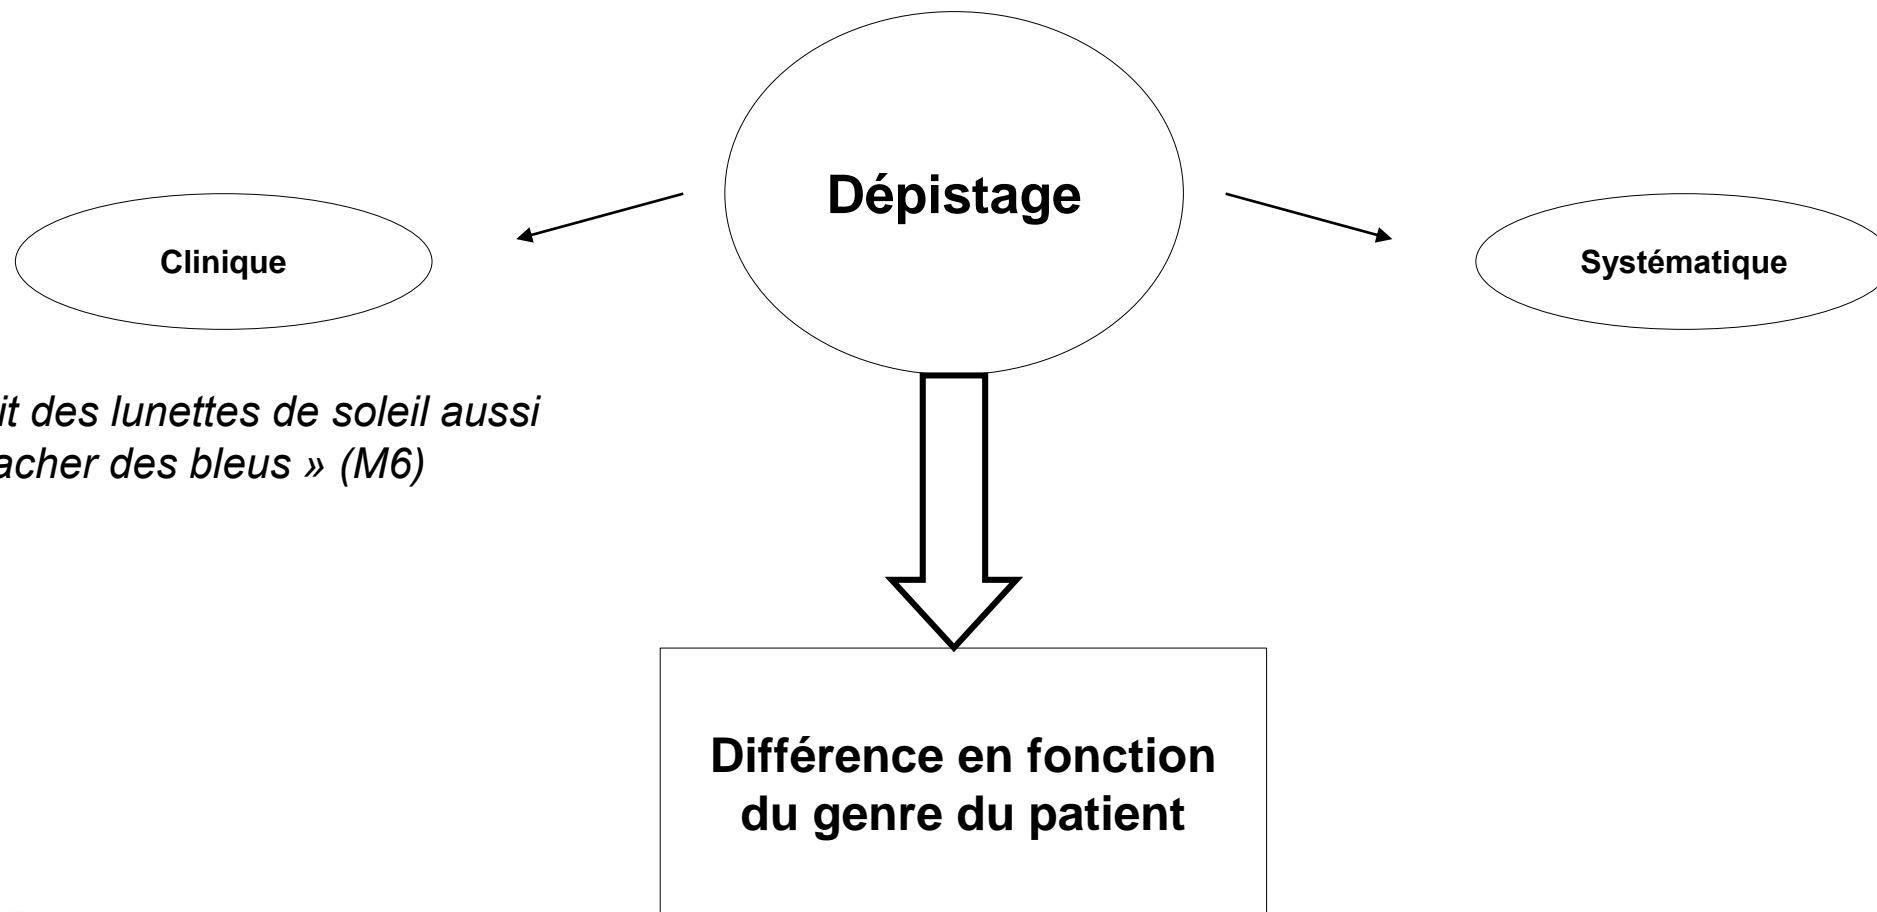 Dépistage
Clinique
Systématique
it des lunettes de soleil aussi
acher des bleus » (M6)
Différence en fonction
du genre du patient